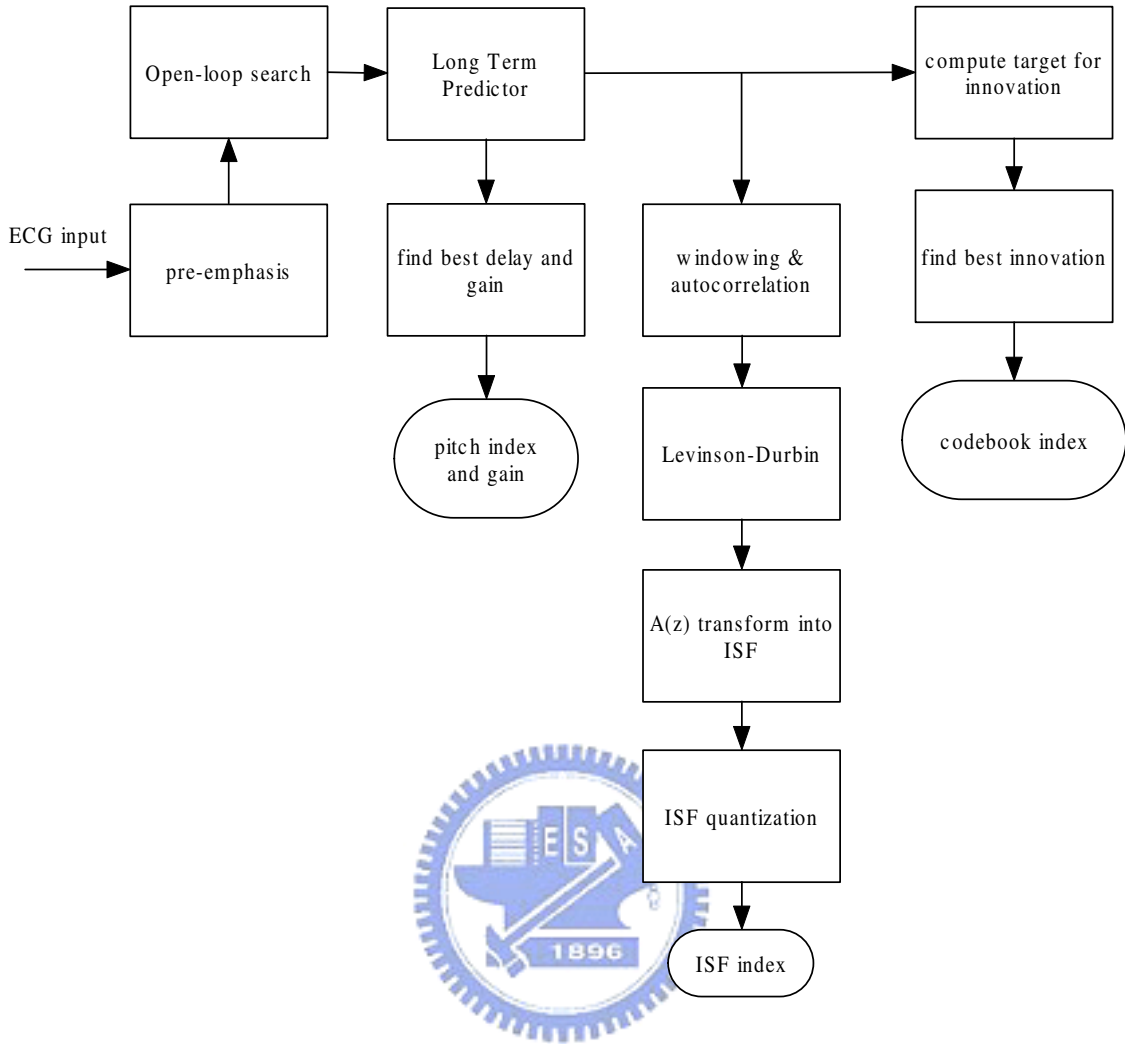 Open-loop search
Long Term
Predictor
compute target for
innovation
ECG input
pre-emphasis
find best delay and
gain
windowing &
autocorrelation
find best innovation
pitch index
and gain
Levinson-Durbin
codebook index
A(z) transform into
ISF
ISF quantization
E S A
1896
ISF index